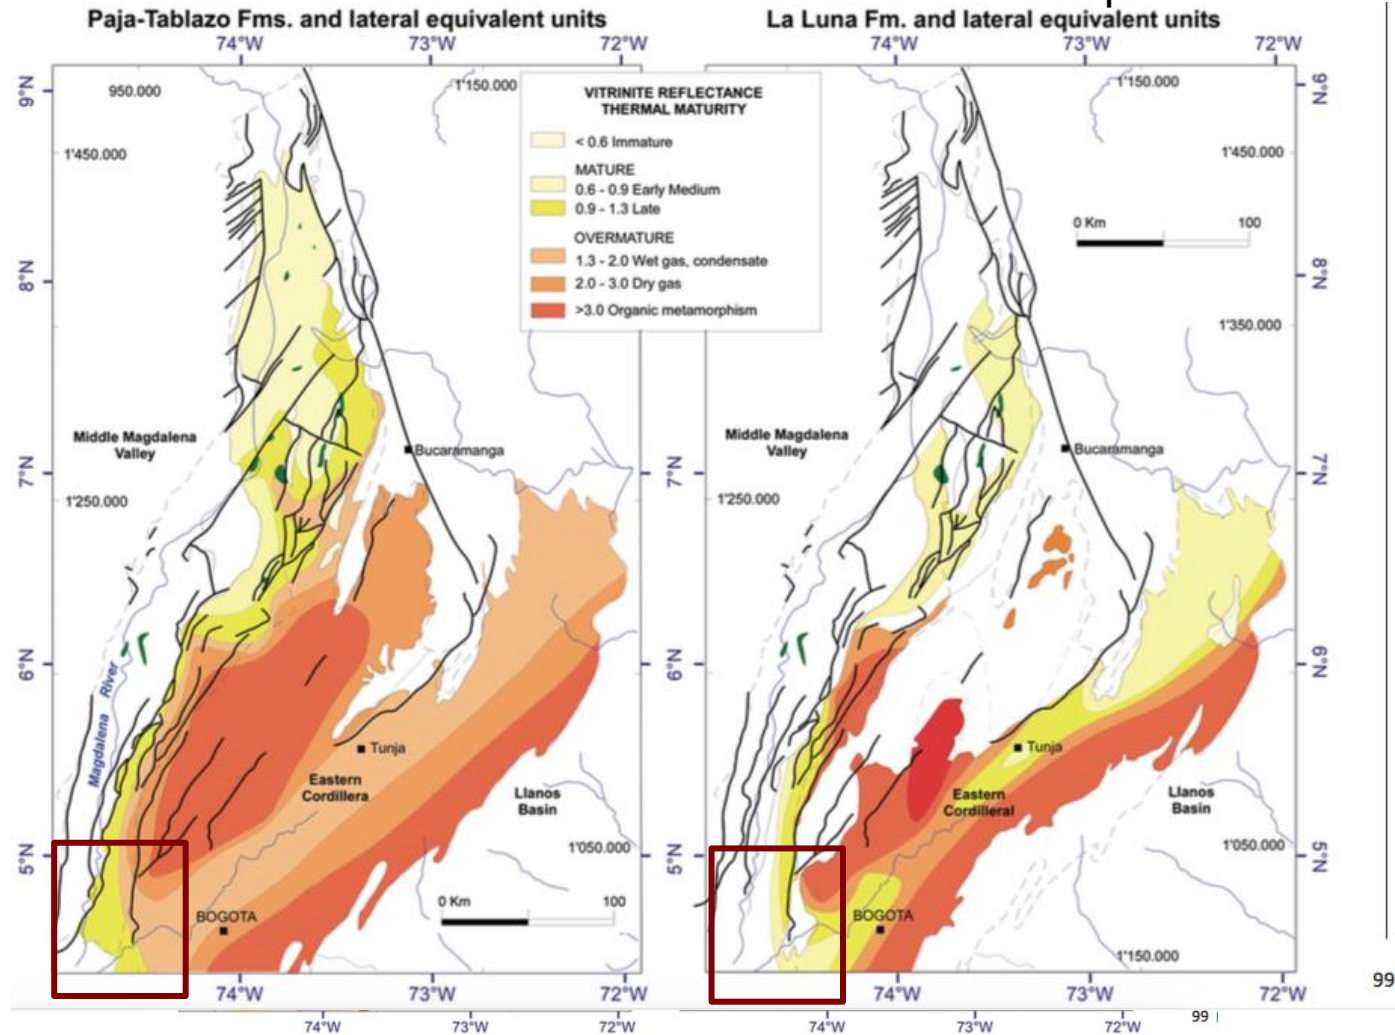 Paja-Tablazo Fms. and lateral equivalent units
74°W
73°W
72°W
9°N
8°N
7°N
6°N
5°N
950.000
1'150.000
1'450.000
VITRINITE REFLECTANCE
THERMAL MATURITY
< 0.6 Immature
MATURE
0.6 - 0.9 Early Medium
0.9 - 1.3 Late
OVERMATURE
1.3 - 2.0 Wet gas, condensate
2.0 - 3.0 Dry gas
>3.0 Organic metamorphism
Middle Magdalena
Valley
Bucaramanga
1'250.000
Magdalena River
Tunja
Eastern
Cordillera
Llanos
Basin
1'050.000
0 Km 100
BOGOTA
74°W
73°W
72°W
La Luna Fm. and lateral equivalent units
74°W
73°W
72°W
1'150.000
9°N
1'450.000
0 Km 100
8°N
1'350.000
Middle Magdalena
Valley
Bucaramanga
7°N
7°N
1'250.000
6°N
6°N
Tunja
Eastern
Cordilleral
Llanos
Basin
1'050.000
5°N
5°N
8°N
9°N
BOGOTA
1'150.000
74°W
73°W
72°W
99
74°W
73°W
72°W
74°W
73°W
72°W
99